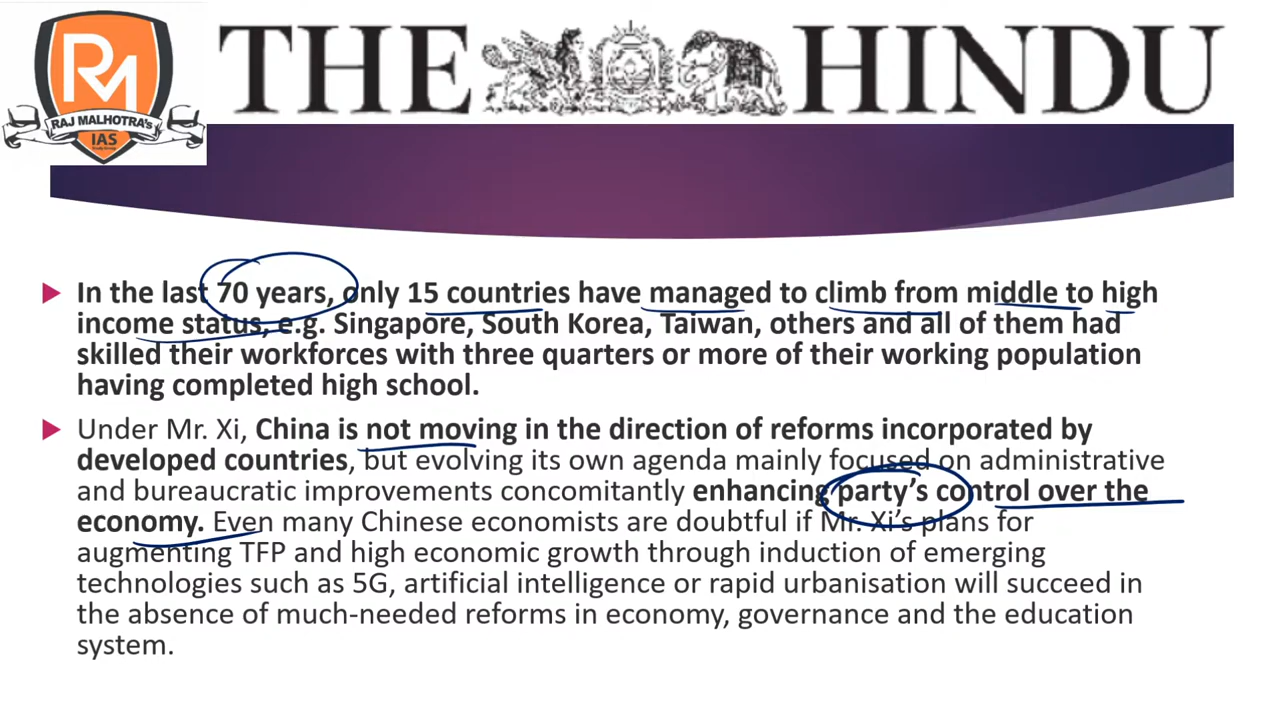 RM
RAJ MALHOTRA'S
IAS
THE HINDU
In the last 70 years, only 15 countries have managed to climb from middle to high
income status, e.g. Singapore, South Korea, Taiwan, others and all of them had
skilled their workforces with three quarters or more of their working population
having completed high school.
Under Mr. Xi, China is not moving in the direction of reforms incorporated by
developed countries, but evolving its own agenda mainly focused on administrative
and bureaucratic improvements concomitantly enhancing party's control over the
economy. Even many Chinese economists are doubtful if Mr. Xi's plans for
augmenting TFP and high economic growth through induction of emerging
technologies such as 5G, artificial intelligence or rapid urbanisation will succeed in
the absence of much-needed reforms in economy, governance and the education
system.